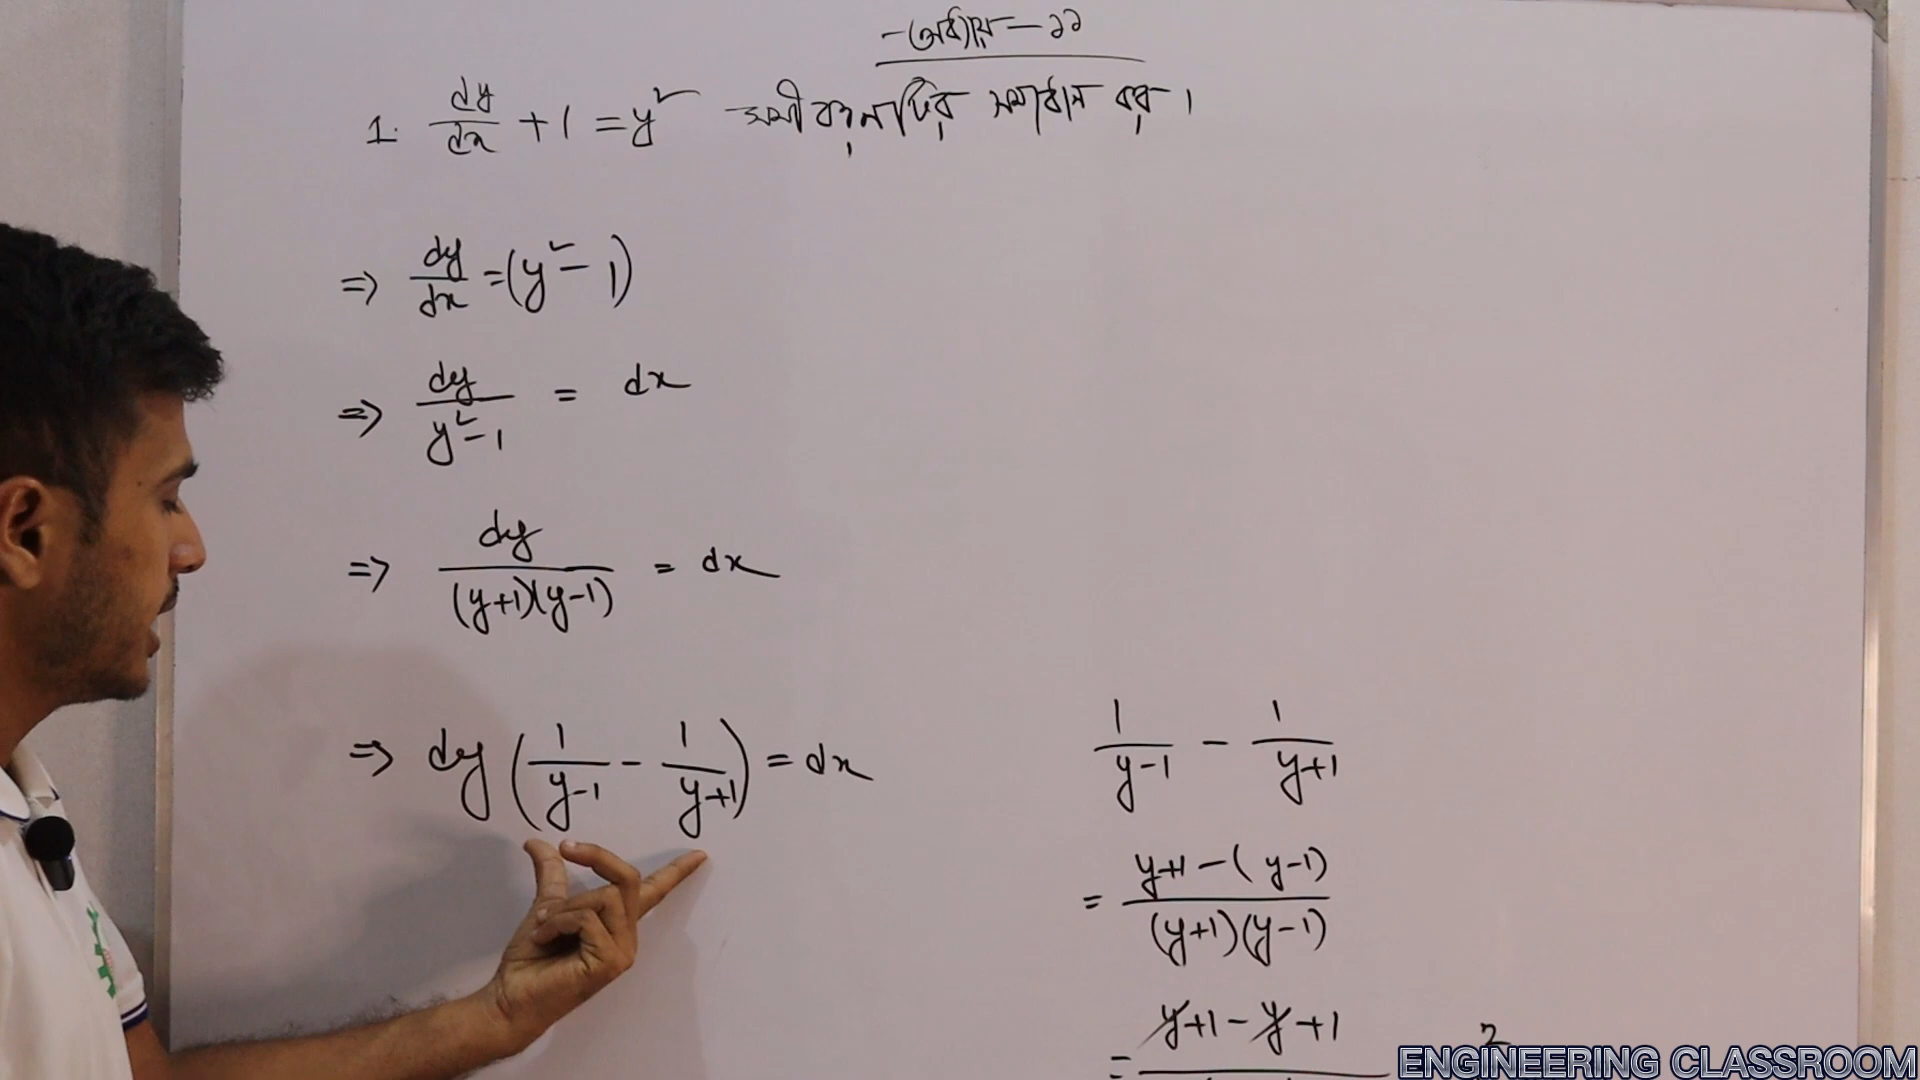 -অধ্যায়-১১
1. dy/dx + 1 = y² সমীকরণটির সমাধান কর।
=> dy/dx = (y² - 1)
=> dy/(y² - 1) = dx
=> dy/((y+1)(y-1)) = dx
=> dy (1/(y-1) - 1/(y+1)) = dx
1/(y-1) - 1/(y+1)
= (y+1-(y-1))/((y+1)(y-1))
= y+1-y+1
2
ENGINEERING CLASSROOM